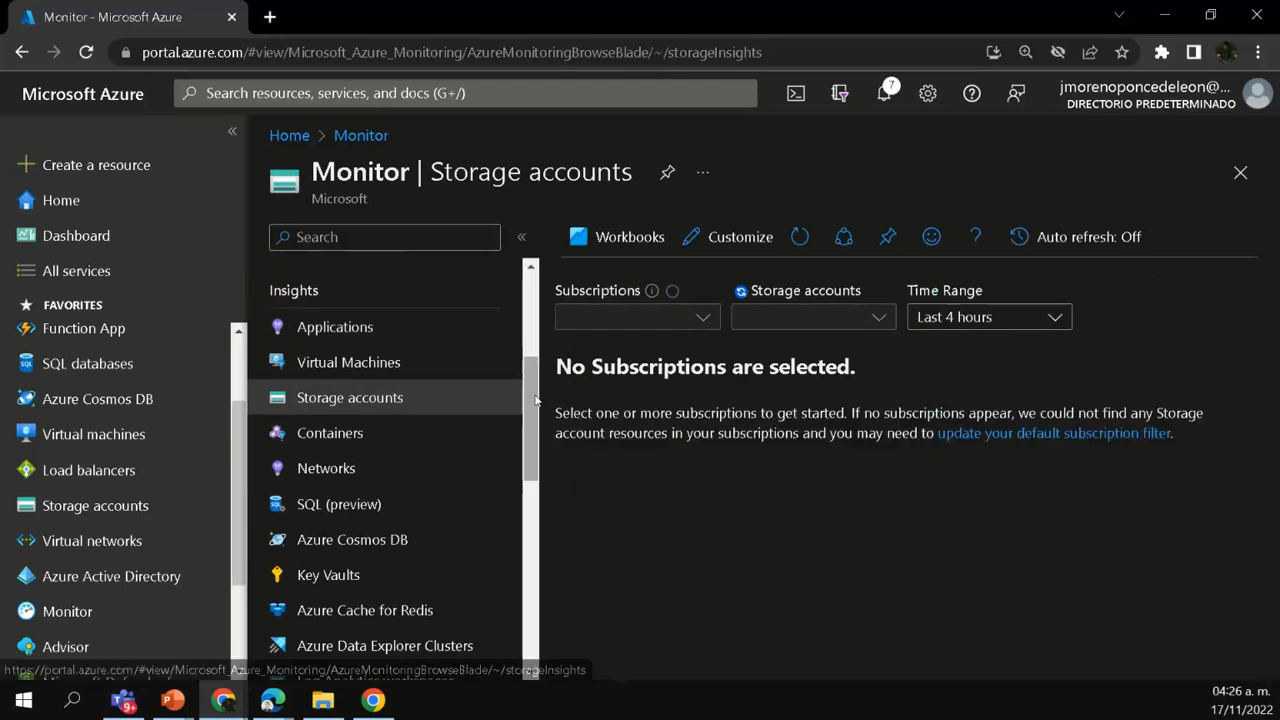 Monitor - Microsoft Azure
portal.azure.com/#view/Microsoft_Azure_Monitoring/AzureMonitoringBrowseBlade/~/storageInsights
Microsoft Azure
Search resources, services, and docs (G+/)
7
jmorenoponcedeleon@...
DIRECTORIO PREDETERMINADO
Create a resource
Home
Dashboard
All services
FAVORITES
Function App
SQL databases
Azure Cosmos DB
Virtual machines
Load balancers
Storage accounts
Virtual networks
Azure Active Directory
Monitor
Advisor
Home > Monitor
Monitor | Storage accounts
Microsoft
Search
Insights
Applications
Virtual Machines
Storage accounts
Containers
Networks
SQL (preview)
Azure Cosmos DB
Key Vaults
Azure Cache for Redis
Azure Data Explorer Clusters
Workbooks
Customize
Auto refresh: Off
Subscriptions
Storage accounts
Time Range
Last 4 hours
No Subscriptions are selected.
Select one or more subscriptions to get started. If no subscriptions appear, we could not find any Storage
account resources in your subscriptions and you may need to update your default subscription filter.
https://portal.azure.com/#view/Microsoft_Azure_Monitoring/AzureMonitoringBrowseBlade/~/storageInsights
9+
04:26 a. m.
17/11/2022